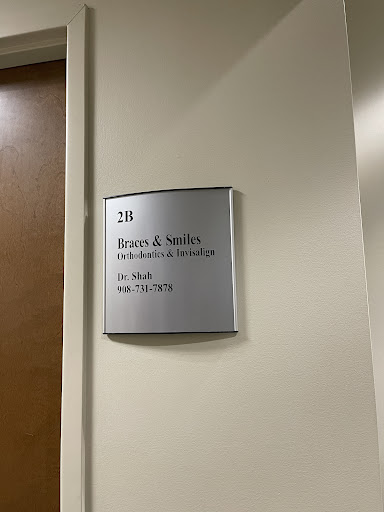 2B
Braces & Smiles
Orthodontics & Invisalign
Dr. Shah
908-731-7878